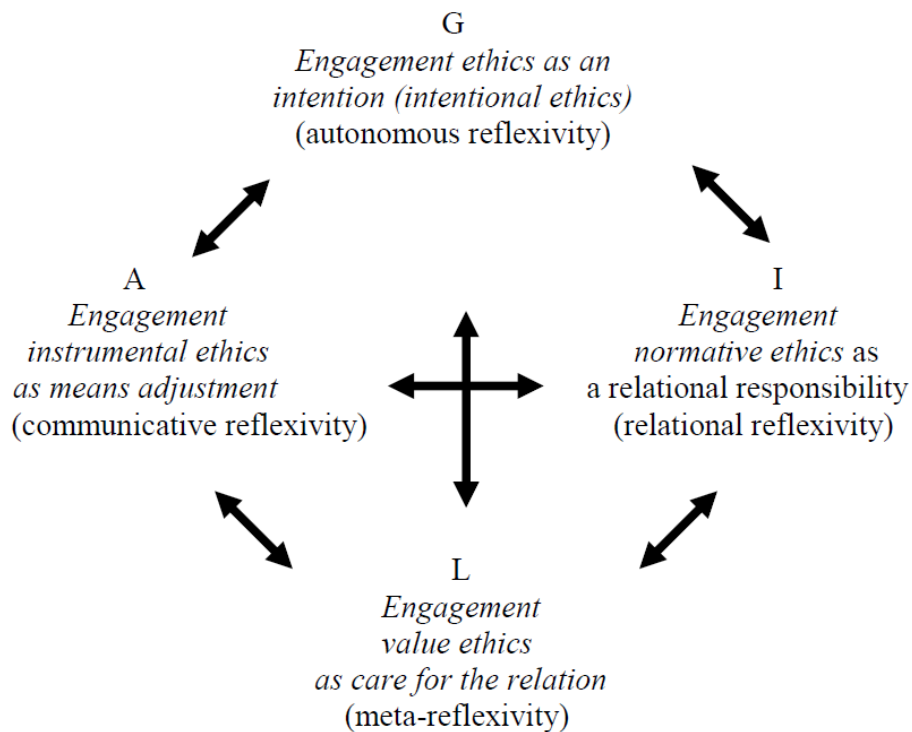 G
Engagement ethics as an
intention (intentional ethics)
(autonomous reflexivity)
A
Engagement
instrumental ethics
as means adjustment
(communicative reflexivity)
I
Engagement
normative ethics as
a relational responsibility
(relational reflexivity)
L
Engagement
value ethics
as care for the relation
(meta-reflexivity)